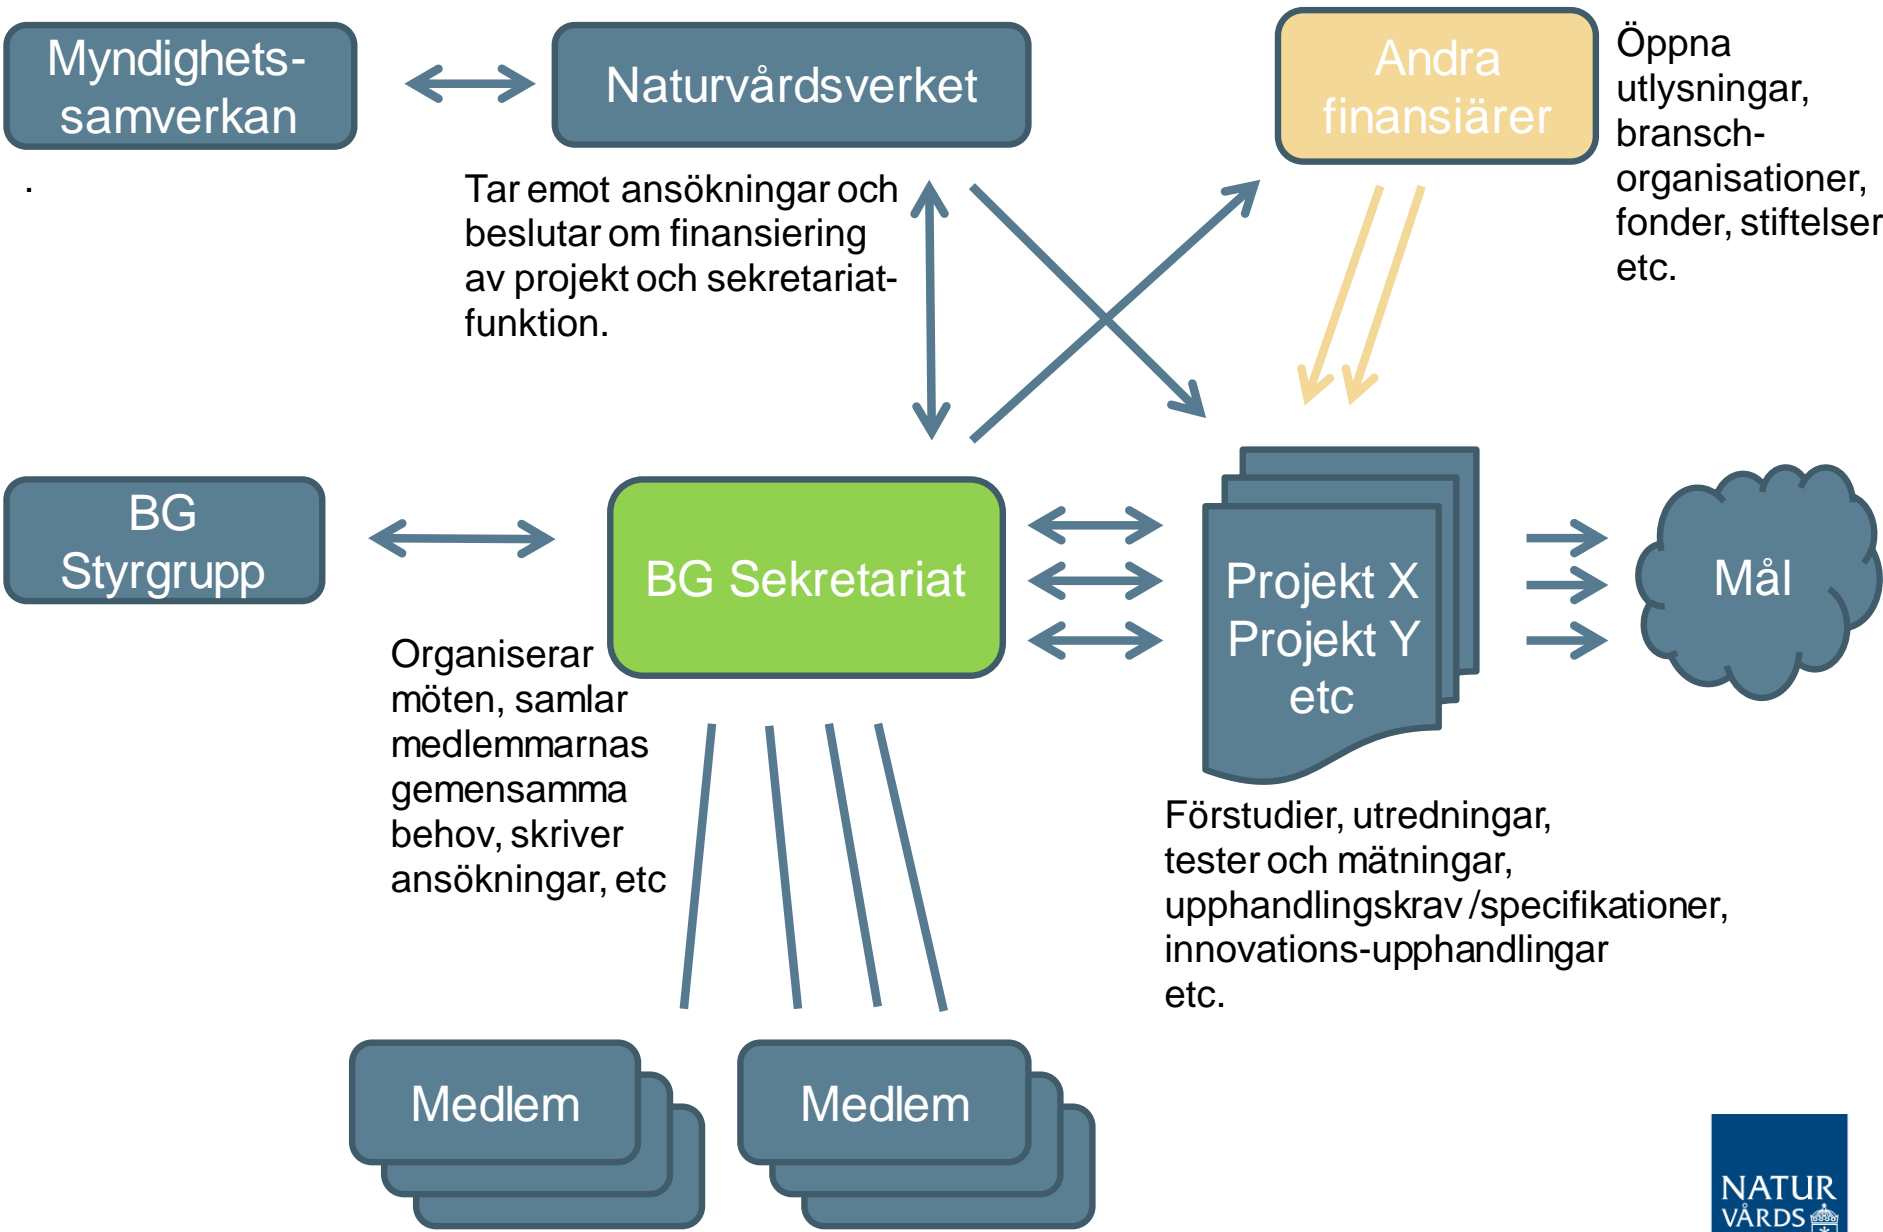 Myndighets-
samverkan
.
Naturvårdsverket
Tar emot ansökningar och
beslutar om finansiering
av projekt och sekretariat-
funktion.
Andra
finansiärer
Öppna
utlysningar,
bransch-
organisationer,
fonder, stiftelser
etc.
BG
Styrgrupp
BG Sekretariat
Organiserar
möten, samlar
medlemmarnas
gemensamma
behov, skriver
ansökningar, etc
Projekt X
Projekt Y
etc
Mål
Förstudier, utredningar,
tester och mätningar,
upphandlingskrav /specifikationer,
innovations-upphandlingar
etc.
Medlem
Medlem
NATUR
VÅRDS